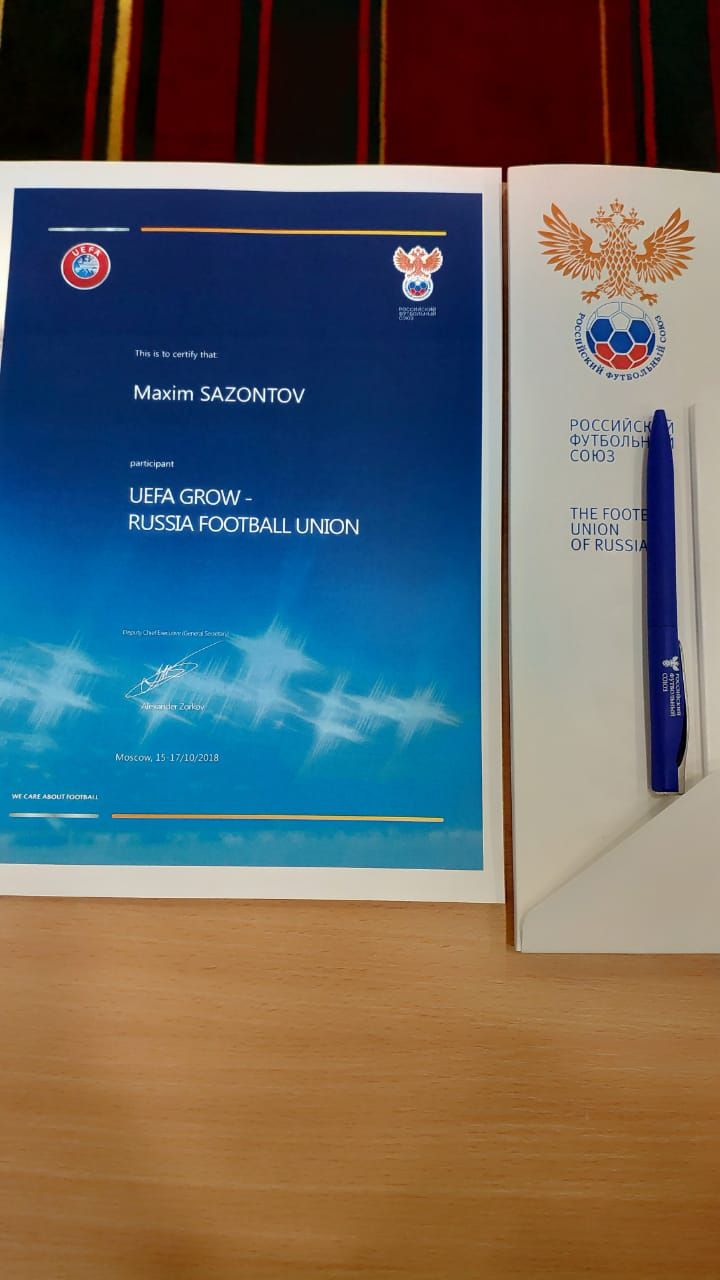 UEFA
РОССИЙСКИЙ
ФУТБОЛЬНЫЙ
СОЮЗ
This is to certify that:
Maxim SAZONTOV
participant
UEFA GROW -
RUSSIA FOOTBALL UNION
Deputy Chief Executive (General Secretary)
Alexander Zorkov
Moscow, 15-17/10/2018
WE CARE ABOUT FOOTBALL
РОССИЙСКИЙ ФУТБОЛЬНЫЙ СОЮЗ
РОССИЙСКИЙ
ФУТБОЛЬН
СОЮЗ
THE FOOTB
UNION
OF RUSSIA
РОССИЙСКИЙ
ФУТБОЛЬНЫЙ
СОЮЗ